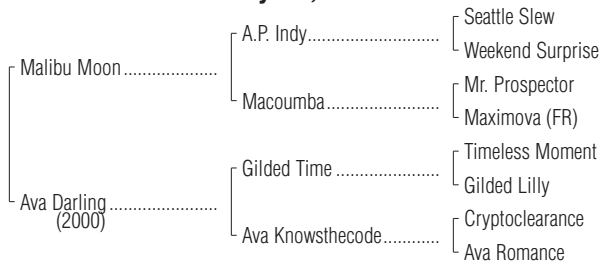 Seattle Slew
A.P. Indy
Weekend Surprise
Malibu Moon
Mr. Prospector
Macoumba
Maximova (FR)
Timeless Moment
Gilded Time
Gilded Lilly
Ava Darling
(2000)
Cryptoclearance
Ava Knowsthecode
Ava Romance